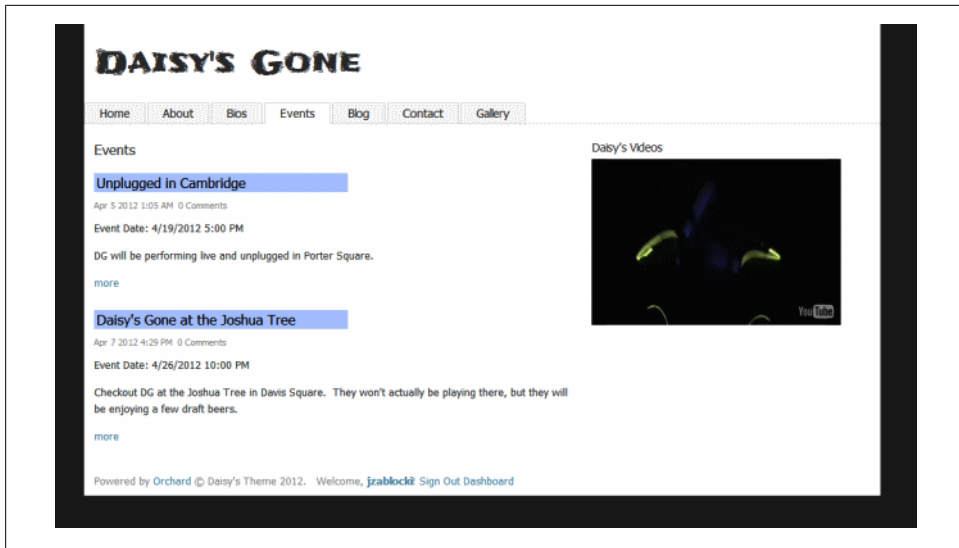 DAISY'S GONE
Home About Bios Events Blog Contact Gallery
Events
Unplugged in Cambridge
Apr 5 2012 1:05 AM 0 Comments
Event Date: 4/19/2012 5:00 PM
DG will be performing live and unplugged in Porter Square.
more
Daisy's Gone at the Joshua Tree
Apr 7 2012 4:29 PM 0 Comments
Event Date: 4/26/2012 10:00 PM
Checkout DG at the Joshua Tree in Davis Square. They won't actually be playing there, but they will
be enjoying a few draft beers.
more
Daisy's Videos
YouTube
Powered by Orchard © Daisy's Theme 2012. Welcome, jzablocki! Sign Out Dashboard